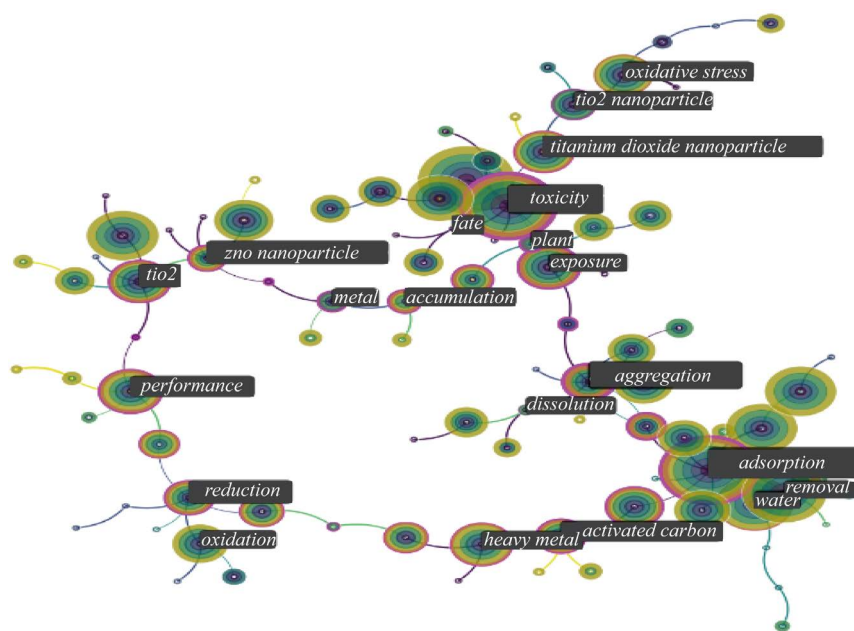 oxidative stress
tio2 nanoparticle
titanium dioxide nanoparticle
toxicity
fate
plant
zno nanoparticle
exposure
tio2
metal
accumulation
aggregation
performance
dissolution
adsorption
removal
reduction
water
activated carbon
oxidation
heavy metal